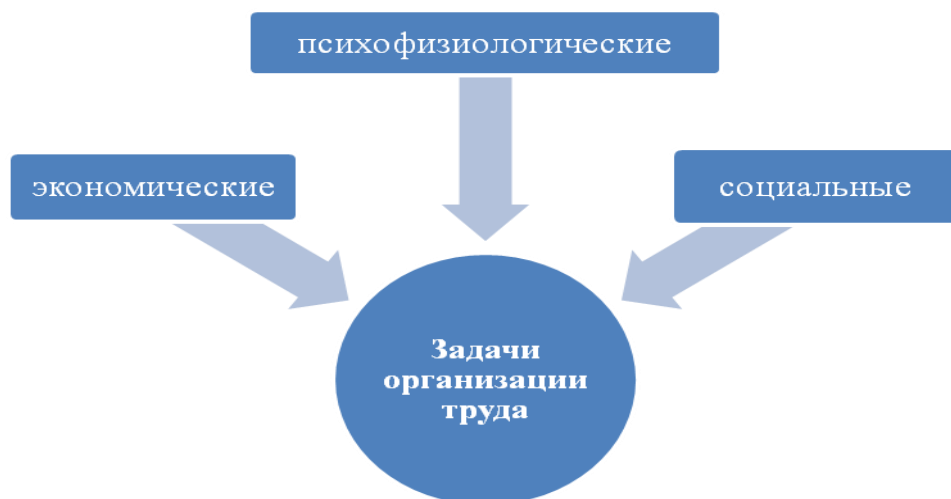 психофизиологические
экономические
социальные
Задачи
организации
труда